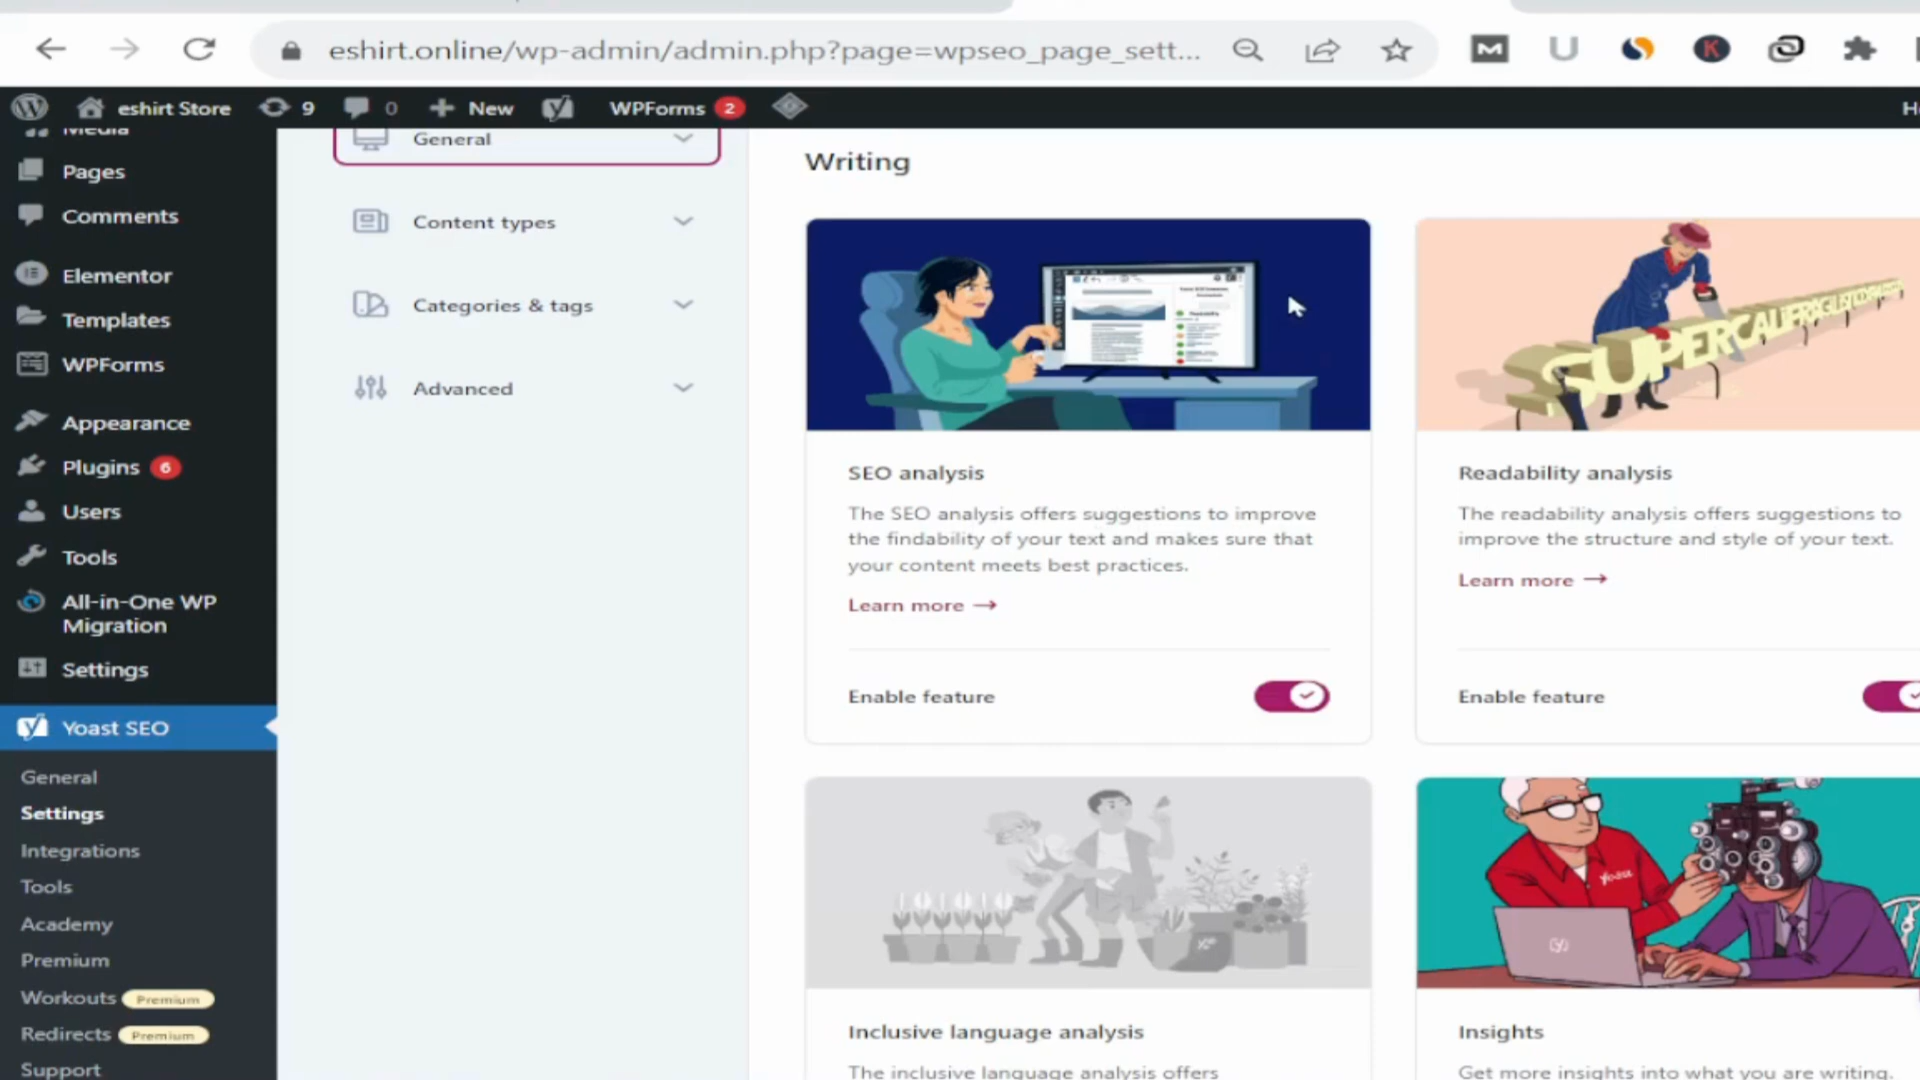 eshirt.online/wp-admin/admin.php?page=wpseo_page_sett...
eshirt Store
9
0
New
WPForms
2
Media
Pages
Comments
Elementor
Templates
WPForms
Appearance
Plugins 6
Users
Tools
All-in-One WP
Migration
Settings
Yoast SEO
General
Settings
Integrations
Tools
Academy
Premium
Workouts Premium
Redirects Premium
Support
General
Content types
Categories & tags
Advanced
Writing
SEO analysis
The SEO analysis offers suggestions to improve
the findability of your text and makes sure that
your content meets best practices.
Learn more →
Enable feature
Readability analysis
The readability analysis offers suggestions to
improve the structure and style of your text.
Learn more →
Enable feature
Inclusive language analysis
The inclusive language analysis offers
yoast
Insights
Get more insights into what you are writing.